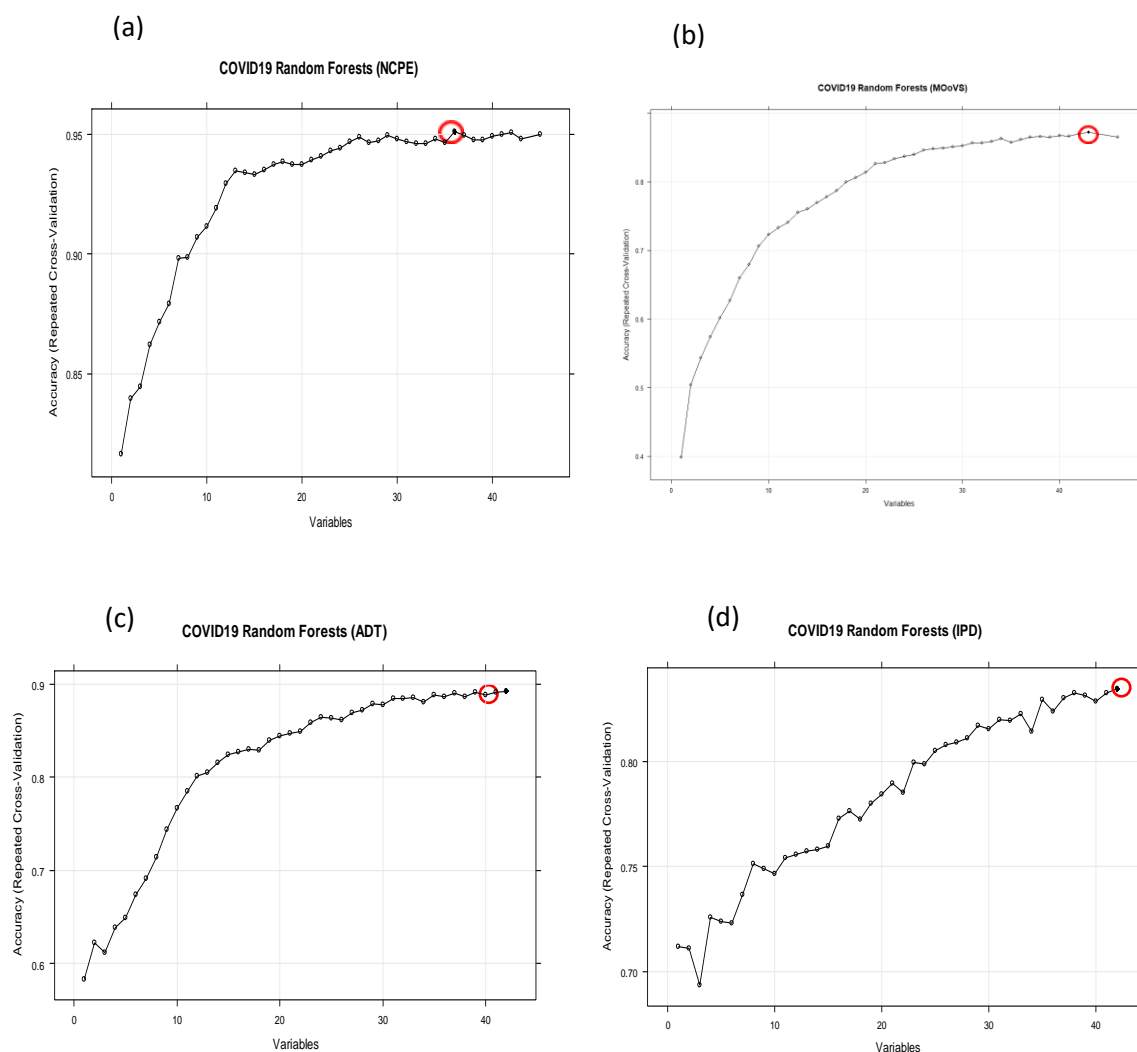 (a)
COVID19 Random Forests (NCPE)
Accuracy (Repeated Cross-Validation)
0.95
0.90
0.85
0
10
20
30
40
Variables
(b)
COVID19 Random Forests (MOoVS)
Accuracy (Repeated Cross-Validation)
0.8
0.7
0.6
0.5
0.4
0
10
20
30
40
Variables
(c)
COVID19 Random Forests (ADT)
Accuracy (Repeated Cross-Validation)
0.9
0.8
0.7
0.6
0
10
20
30
40
Variables
(d)
COVID19 Random Forests (IPD)
Accuracy (Repeated Cross-Validation)
0.80
0.75
0.70
0
10
20
30
40
Variables